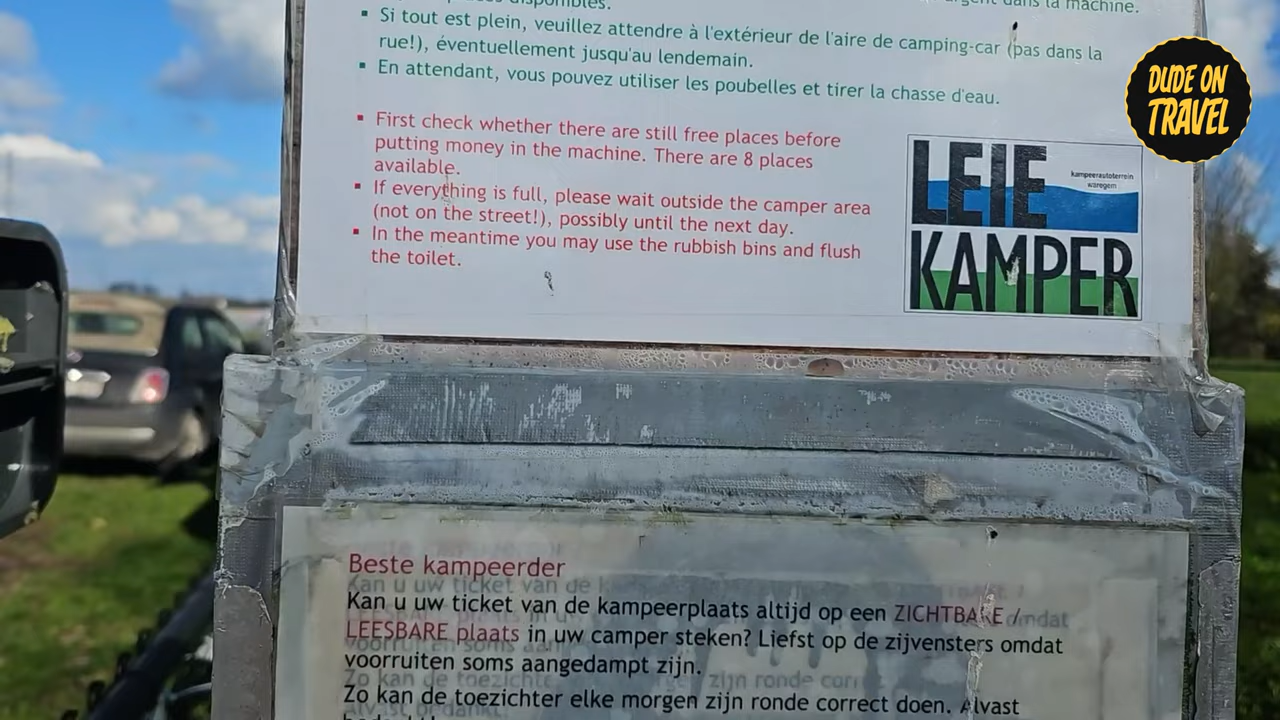 disponibles.
dans la machine.
Si tout est plein, veuillez attendre à l'extérieur de l'aire de camping-car (pas dans la
rue!), éventuellement jusqu'au lendemain.
En attendant, vous pouvez utiliser les poubelles et tirer la chasse d'eau.
First check whether there are still free places before
putting money in the machine. There are 8 places
available.
If everything is full, please wait outside the camper area
(not on the street!), possibly until the next day.
In the meantime you may use the rubbish bins and flush
the toilet.
LEIE
kampeerautoterrein
waregem
KAMPER
DUDE ON
TRAVEL
Beste kampeerder
Kan u uw ticket van de kampeerplaats altijd op een ZICHTBARE /
LEESBARE plaats in uw camper steken? Liefst op de zijvensters omdat
voorruiten soms aangedampt zijn.
Zo kan de toezichter elke morgen zijn ronde correct doen. Alvast